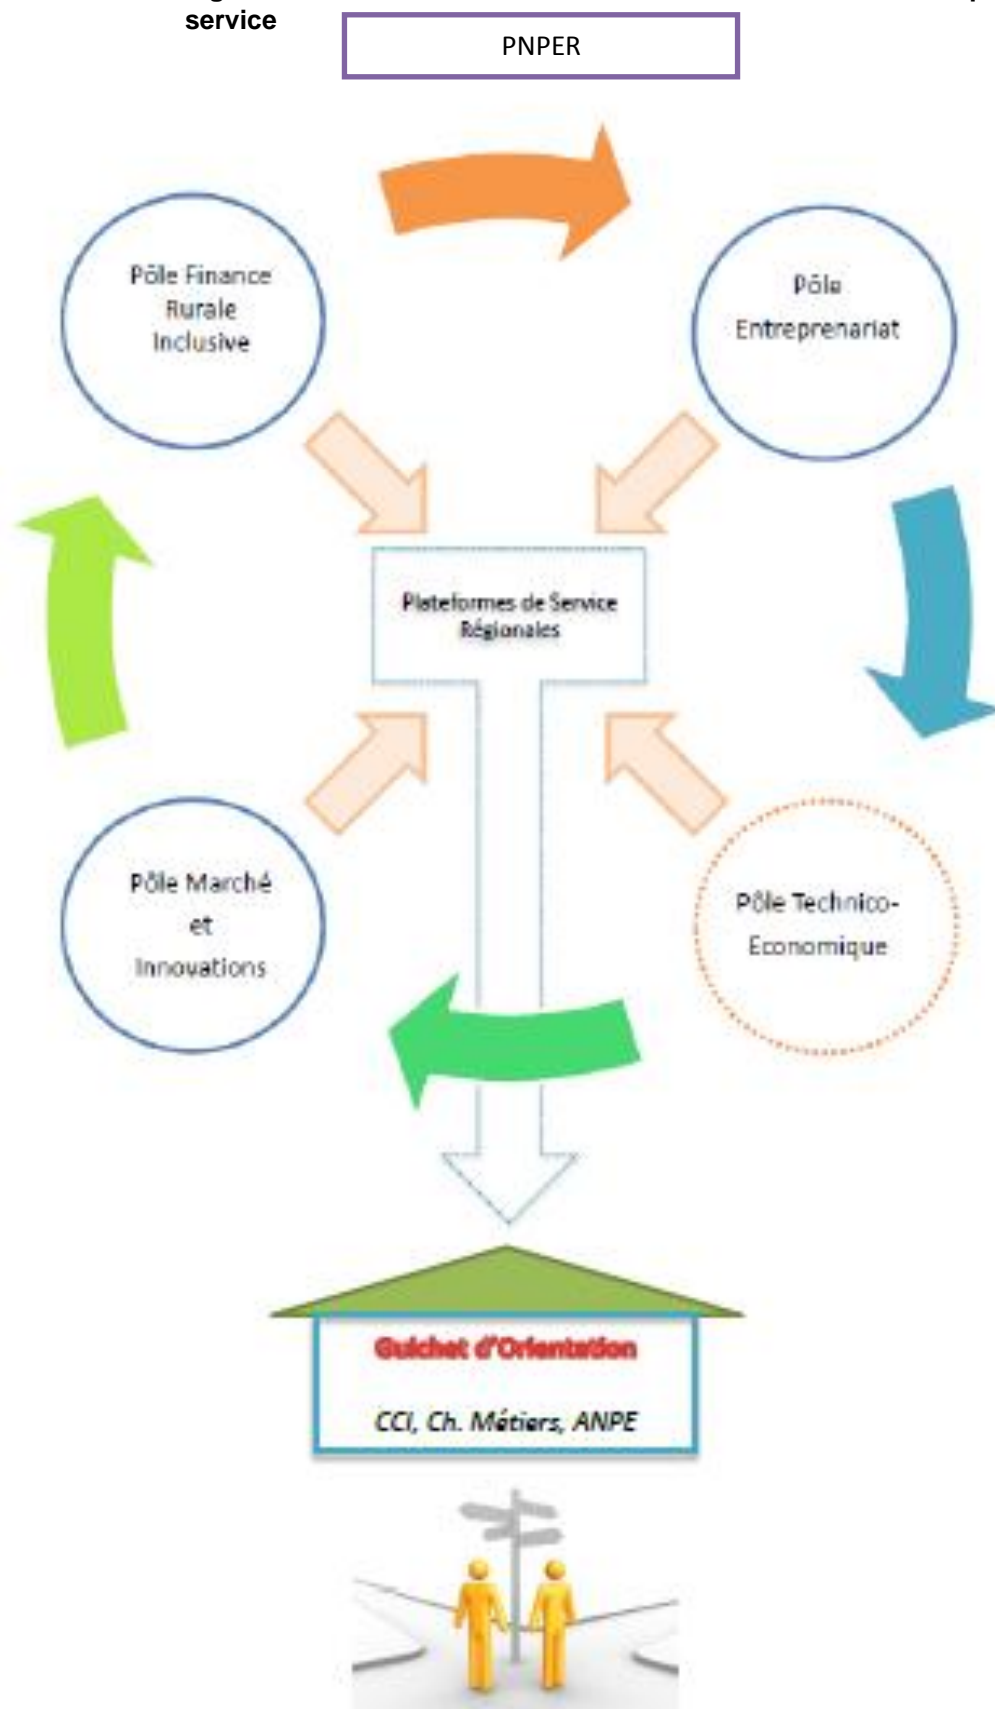 service
PNPER
Pôle Finance
Rurale
Inclusive
Pôle
Entreprenariat
Plateformes de Service
Régionales
Pôle Marché
et
Innovations
Pôle Technico-
Economique
Guichet d'Orientation
CCI, Ch. Métiers, ANPE